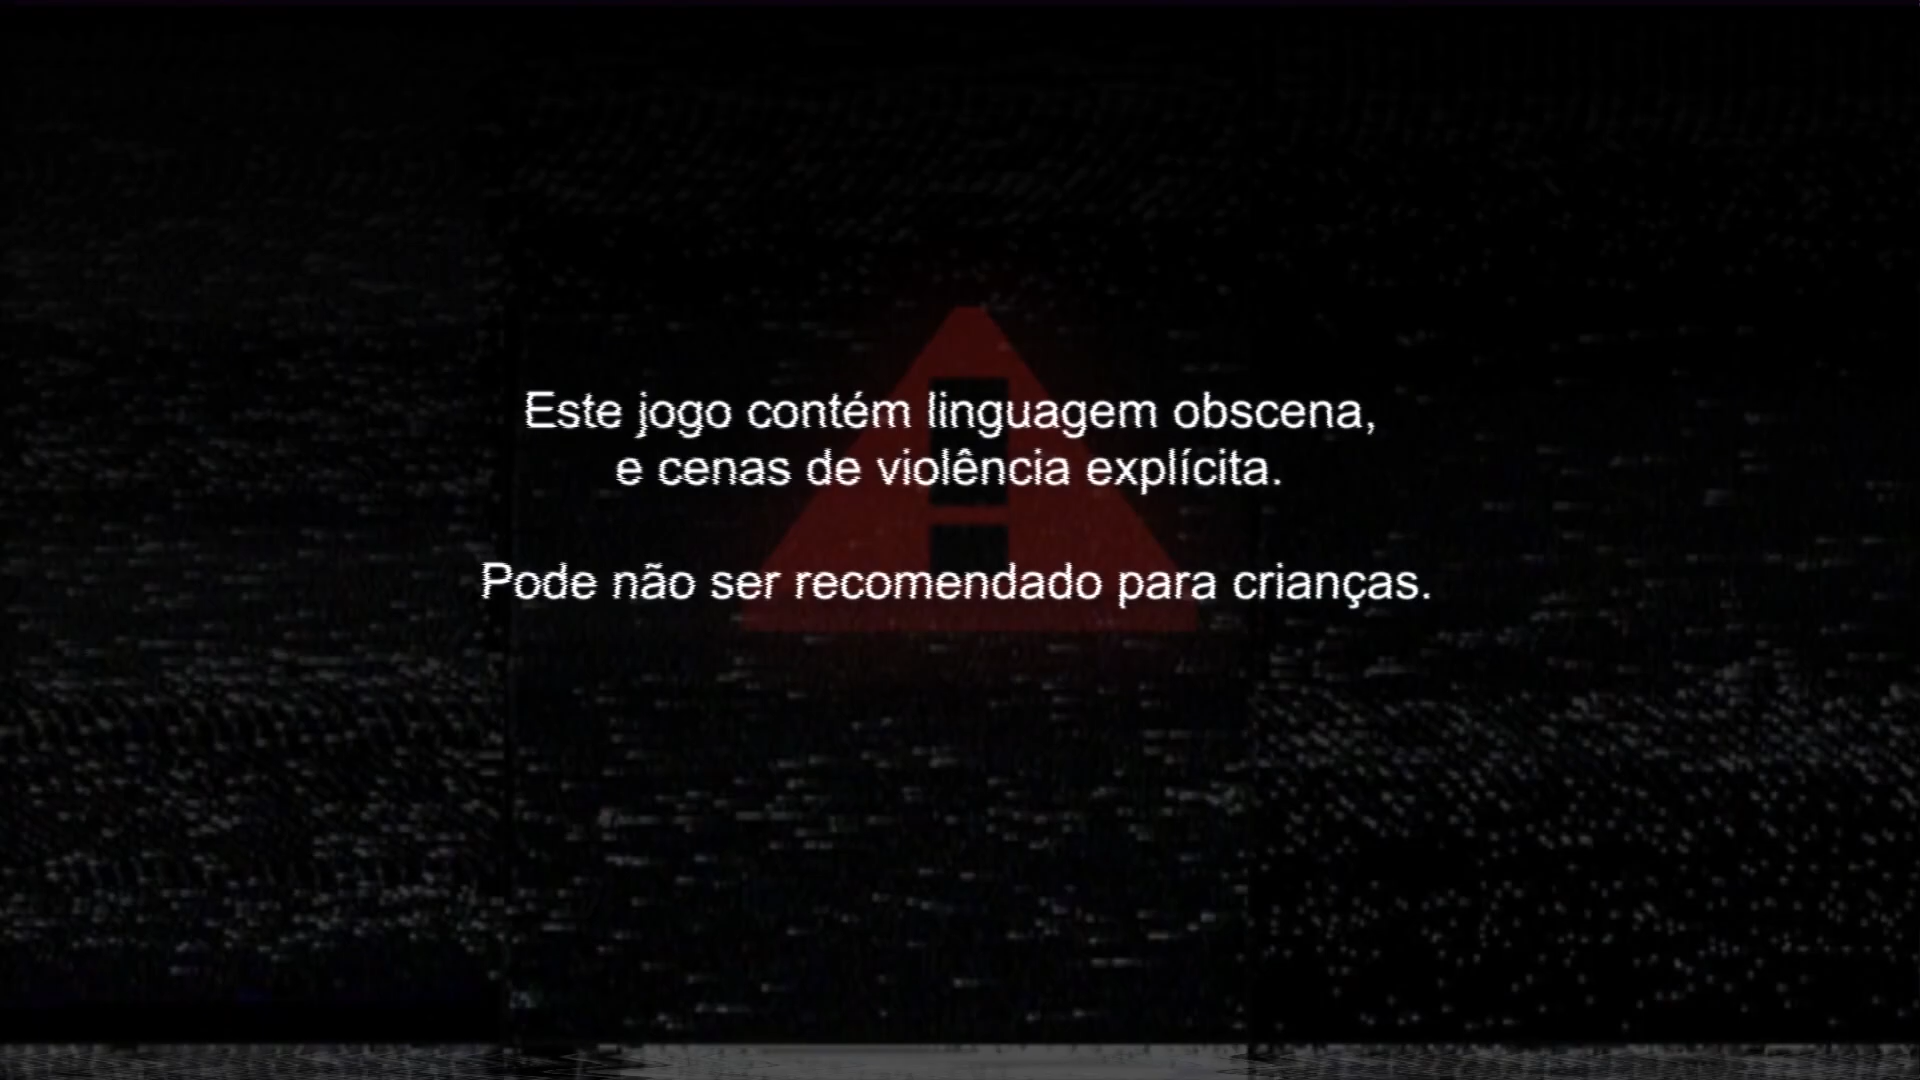 Este jogo contém linguagem obscena,
e cenas de violência explícita.
Pode não ser recomendado para crianças.